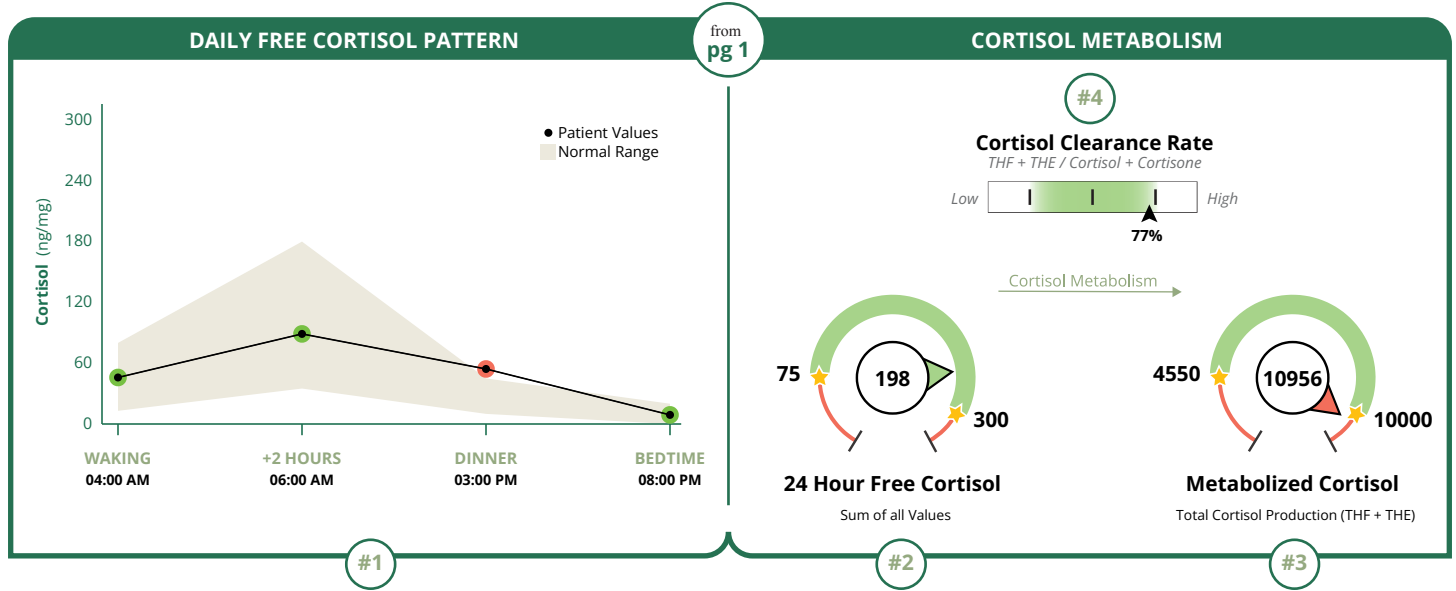 DAILY FREE CORTISOL PATTERN
from
pg 1
CORTISOL METABOLISM
300
240
180
120
60
0
Cortisol (ng/mg)
Patient Values
Normal Range
WAKING
04:00 AM
+2 HOURS
06:00 AM
DINNER
03:00 PM
BEDTIME
08:00 PM
#1
#4
Cortisol Clearance Rate
THF + THE / Cortisol + Cortisone
Low
High
77%
Cortisol Metabolism
75
198
300
24 Hour Free Cortisol
Sum of all Values
#2
4550
10956
10000
Metabolized Cortisol
Total Cortisol Production (THF + THE)
#3